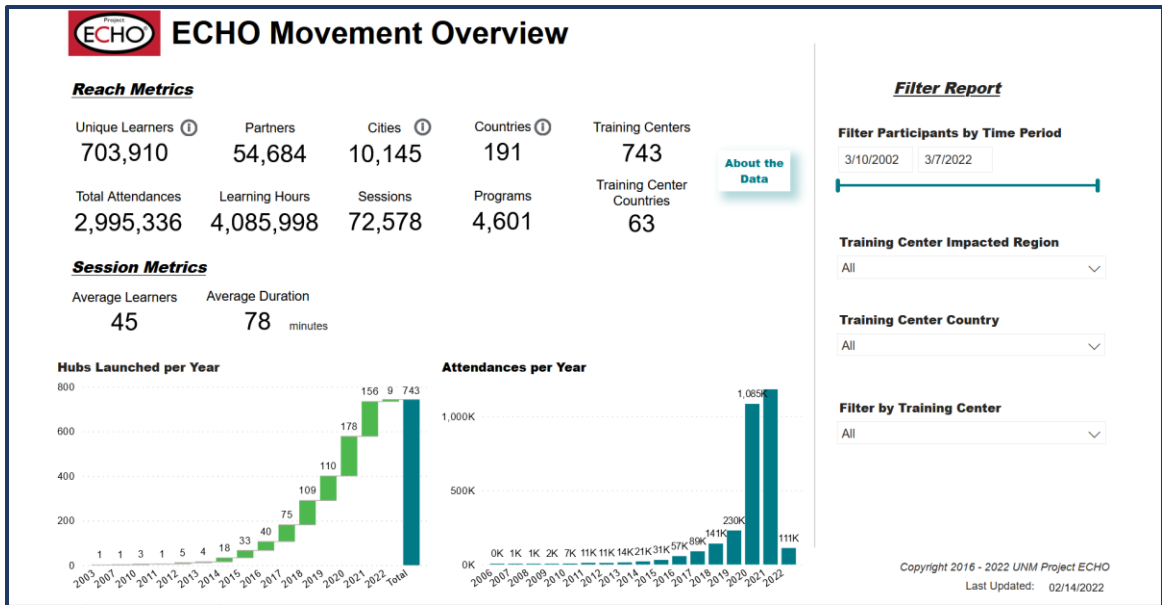 Project
ECHO®
ECHO Movement Overview
Reach Metrics
Unique Learners
Partners
Cities
Countries
Training Centers
703,910
54,684
10,145
191
743
About the
Data
Total Attendances
Learning Hours
Sessions
Programs
Training Center
Countries
2,995,336
4,085,998
72,578
4,601
63
Session Metrics
Average Learners
Average Duration
45
78 minutes
Hubs Launched per Year
800
600
400
200
0
1 1 3 1 5 4 18 33 40 75 109 110 178 156 9 743
2003 2007 2010 2011 2012 2013 2014 2015 2016 2017 2018 2019 2020 2021 2022 Total
Attendances per Year
1,000K
500K
0K
0K 1K 1K 2K 7K 11K 11K 14K 21K 31K 57K 89K 141K 230K 1,085K 111K
2006 2007 2008 2009 2010 2011 2012 2013 2014 2015 2016 2017 2018 2019 2020 2021 2022
Filter Report
Filter Participants by Time Period
3/10/2002
3/7/2022
Training Center Impacted Region
All
Training Center Country
All
Filter by Training Center
All
Copyright 2016 - 2022 UNM Project ECHO
Last Updated: 02/14/2022